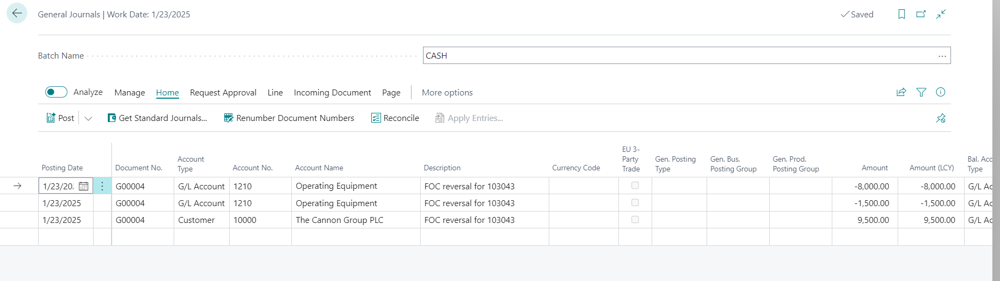 General Journals | Work Date: 1/23/2025
Saved
Batch Name
CASH
Analyze Manage Home Request Approval Line Incoming Document Page More options
Post Get Standard Journals... Renumber Document Numbers Reconcile Apply Entries...
Posting Date Document No. Account Type Account No. Account Name Description Currency Code EU 3-Party Trade Gen. Posting Type Gen. Bus. Posting Group Gen. Prod. Posting Group Amount Amount (LCY) Bal. Acc Type
1/23/20 G00004 G/L Account 1210 Operating Equipment FOC reversal for 103043 -8,000.00 -8,000.00 G/L Ac
1/23/2025 G00004 G/L Account 1210 Operating Equipment FOC reversal for 103043 -1,500.00 -1,500.00 G/L Ac
1/23/2025 G00004 Customer 10000 The Cannon Group PLC FOC reversal for 103043 9,500.00 9,500.00 G/L Ac